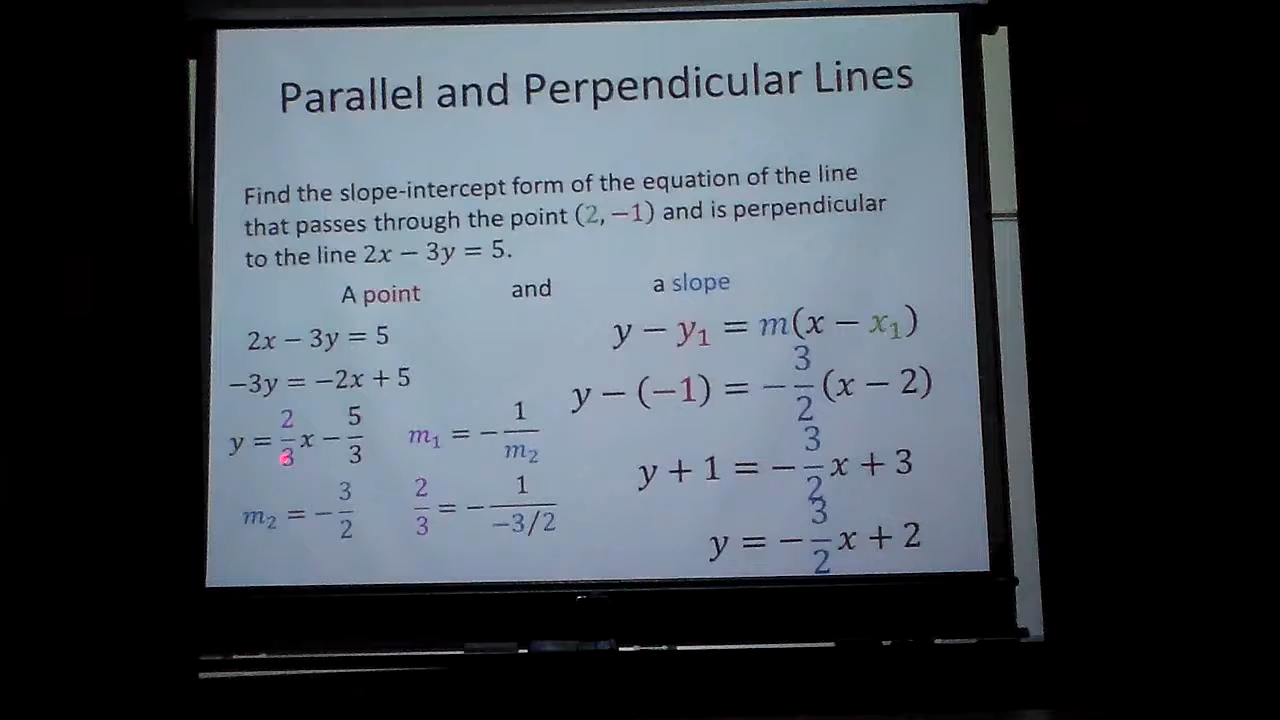 Parallel and Perpendicular Lines
Find the slope-intercept form of the equation of the line
that passes through the point (2, −1) and is perpendicular
to the line 2x − 3y = 5.
A point and a slope
2x − 3y = 5
−3y = −2x + 5
y = 2/3 x − 5/3
m₂ = − 3/2
m₁ = − 1/m₂
2/3 = − 1/(−3/2)
y − y₁ = m(x − x₁)
y − (−1) = − 3/2 (x − 2)
y + 1 = − 3/2 x + 3
y = − 3/2 x + 2